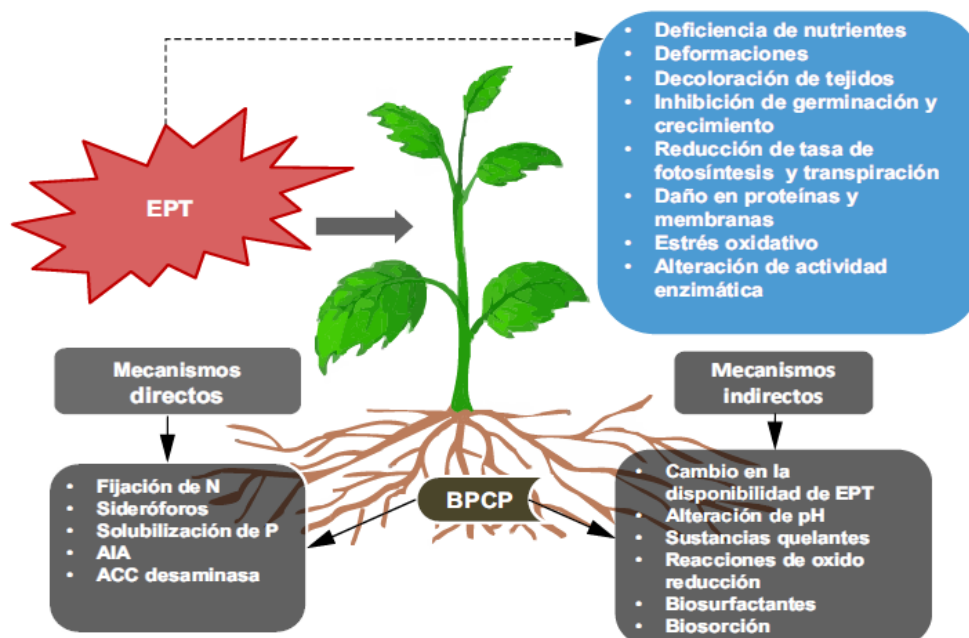 • Deficiencia de nutrientes
• Deformaciones
• Decoloración de tejidos
• Inhibición de germinación y
crecimiento
• Reducción de tasa de
fotosíntesis y transpiración
• Daño en proteínas y
membranas
• Estrés oxidativo
• Alteración de actividad
enzimática
EPT
Mecanismos
directos
• Fijación de N
• Sideróforos
• Solubilización de P
• AIA
• ACC desaminasa
BPCP
Mecanismos
indirectos
• Cambio en la
disponibilidad de EPT
• Alteración de pH
• Sustancias quelantes
• Reacciones de oxido
reducción
• Biosurfactantes
• Biosorción